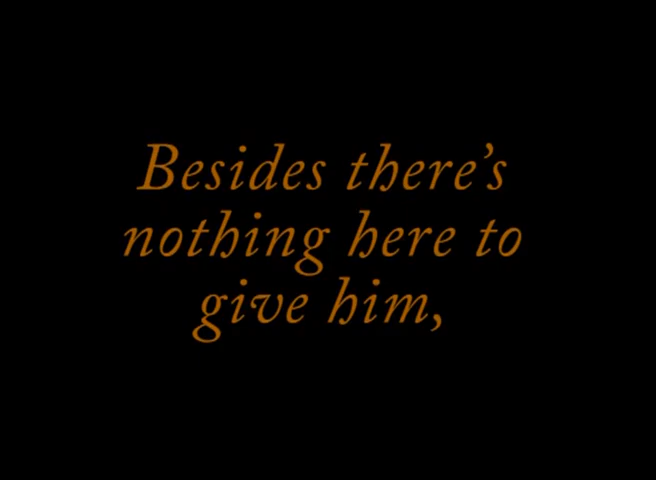 Besides there’s
nothing here to
give him,